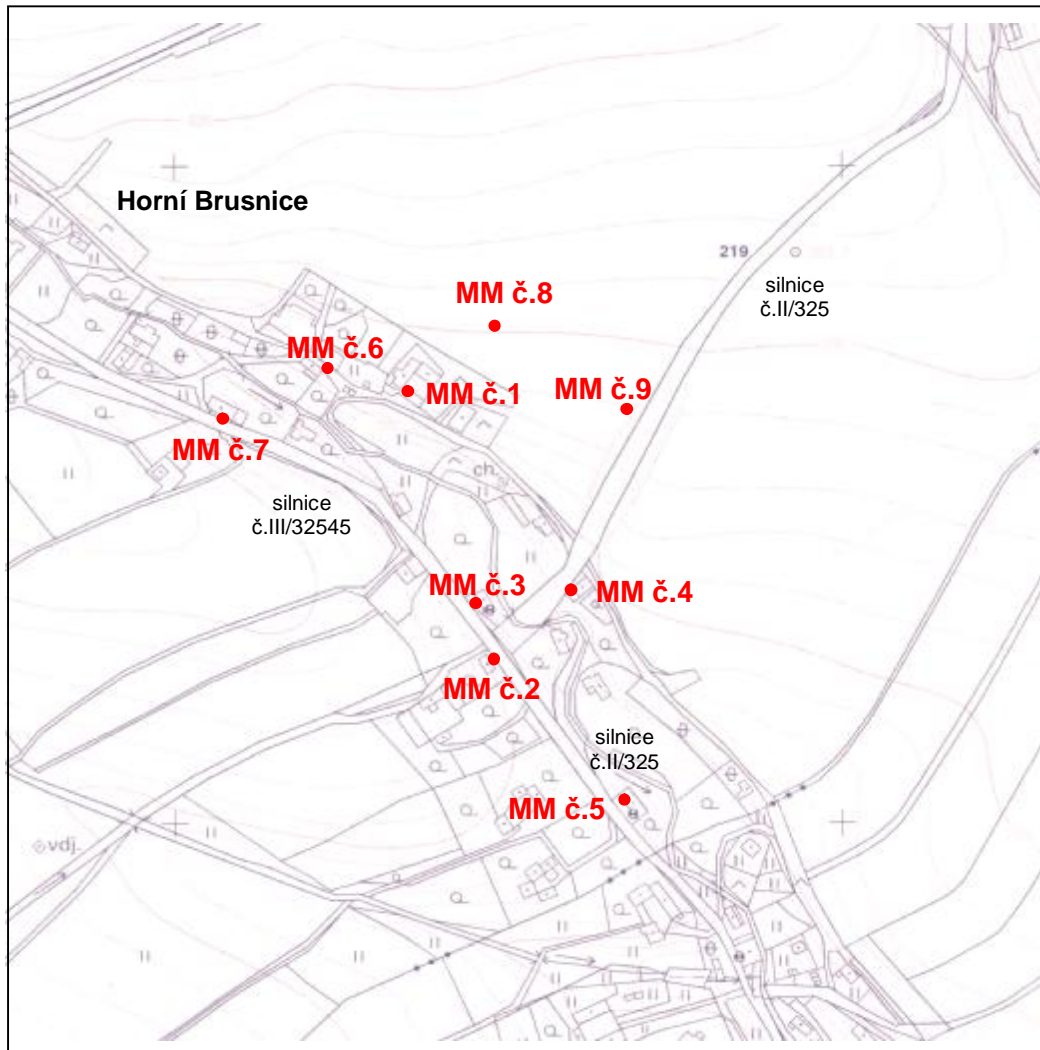 Horní Brusnice
219
silnice
č.II/325
MM č.8
MM č.6
MM č.1
MM č.9
MM č.7
ch.
silnice
č.III/32545
MM č.3
MM č.4
MM č.2
silnice
č.II/325
MM č.5
vdj.